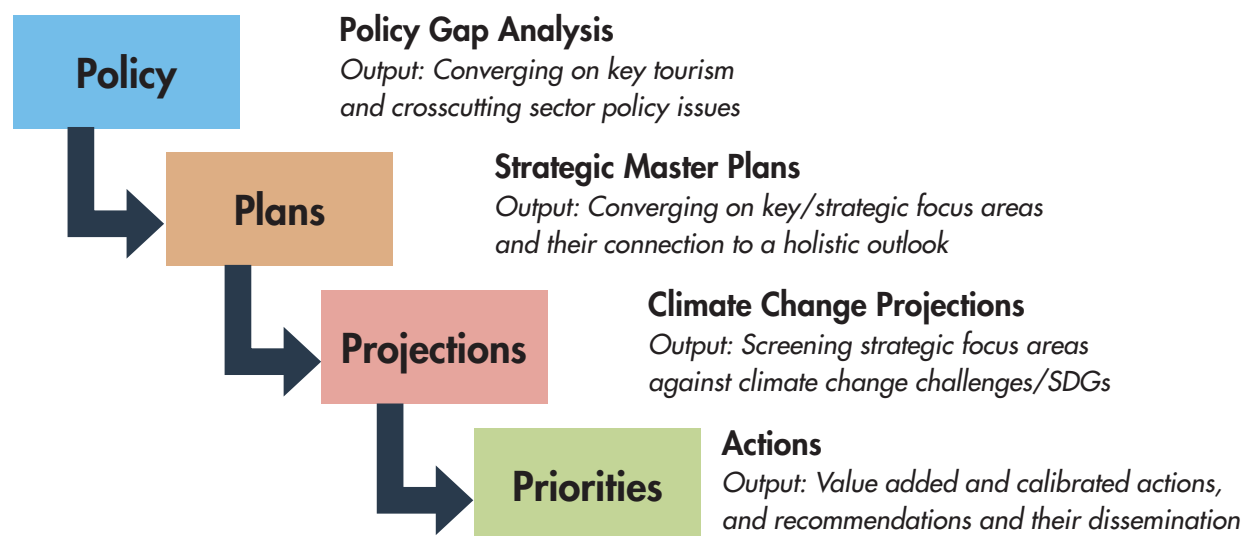 Policy
Policy Gap Analysis
Output: Converging on key tourism
and crosscutting sector policy issues
Plans
Strategic Master Plans
Output: Converging on key/strategic focus areas
and their connection to a holistic outlook
Projections
Climate Change Projections
Output: Screening strategic focus areas
against climate change challenges/SDGs
Priorities
Actions
Output: Value added and calibrated actions,
and recommendations and their dissemination